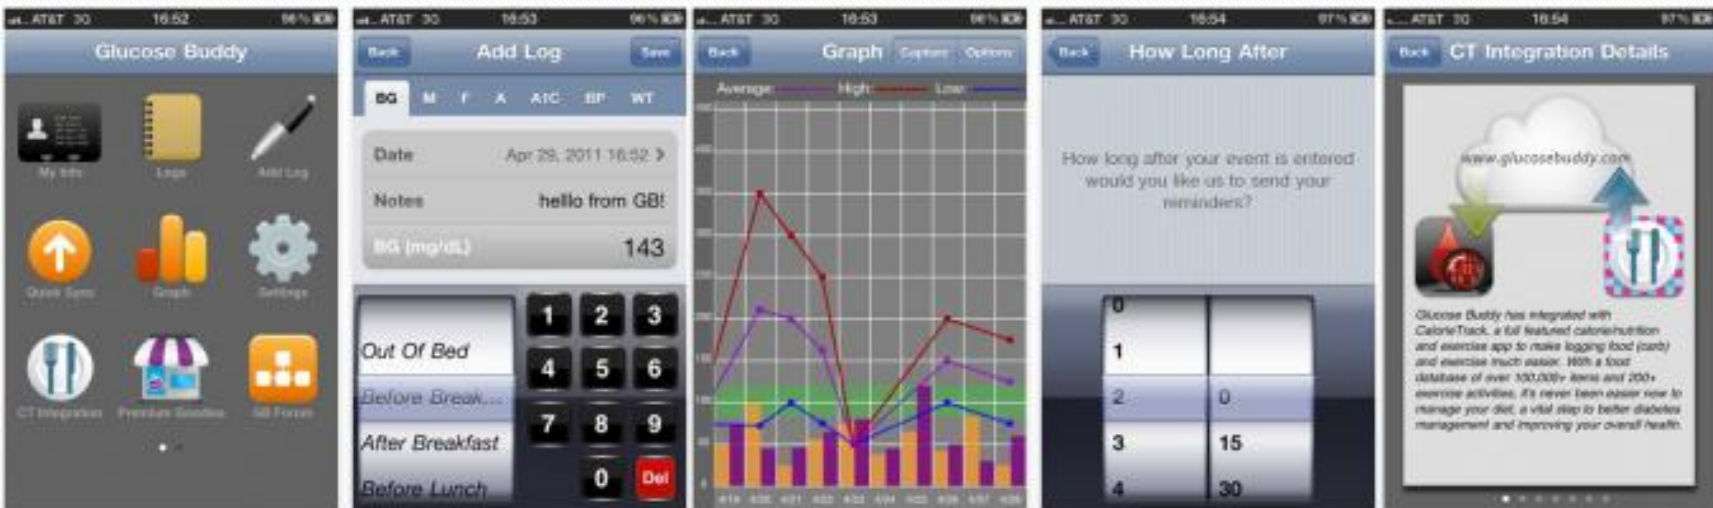 AT&T 3G 16:52 96%
Glucose Buddy
My Info
Logs
Add Log
Quick Sync
Graph
Settings
CT Integration
Premium Goodies
GB Forum
AT&T 3G 16:53 96%
Back
Add Log
Save
BG M F A A1C BP WT
Date
Apr 29, 2011 16:52
Notes
helllo from GB!
BG (mg/dL)
143
Out Of Bed
Before Break...
After Breakfast
Before Lunch
1 2 3
4 5 6
7 8 9
0 Del
AT&T 3G 16:53 96%
Back
Graph
Capture
Options
Average:
High:
Low:
AT&T 3G 16:54 97%
Back
How Long After
How long after your event is entered
would you like us to send your
reminders?
0
1
2 0
3 15
4 30
AT&T 3G 16:54 97%
Back
CT Integration Details
www.glucosebuddy.com
Glucose Buddy has integrated with
CalorieTrack, a full featured calorie/nutrition
and exercise app to make logging food (carb)
and exercise much easier. With a food
database of over 100,000+ items and 200+
exercise activities, it's never been easier now to
manage your diet, a vital step to better diabetes
management and improving your overall health.